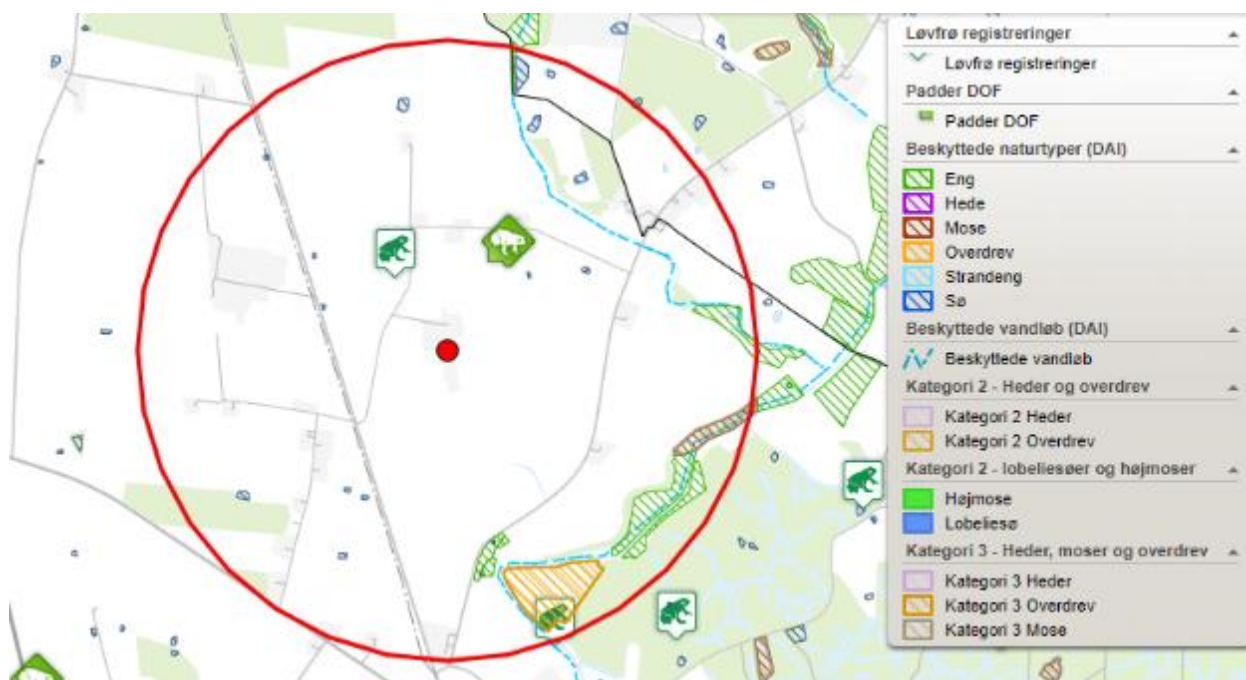 Løvfrø registreringer
Løvfrø registreringer
Padder DOF
Padder DOF
Beskyttede naturtyper (DAI)
Eng
Hede
Mose
Overdrev
Strandeng
Sø
Beskyttede vandløb (DAI)
Beskyttede vandløb
Kategori 2 - Heder og overdrev
Kategori 2 Heder
Kategori 2 Overdrev
Kategori 2 - lobeliesøer og højmoser
Højmose
Lobeliesø
Kategori 3 - Heder, moser og overdrev
Kategori 3 Heder
Kategori 3 Overdrev
Kategori 3 Mose